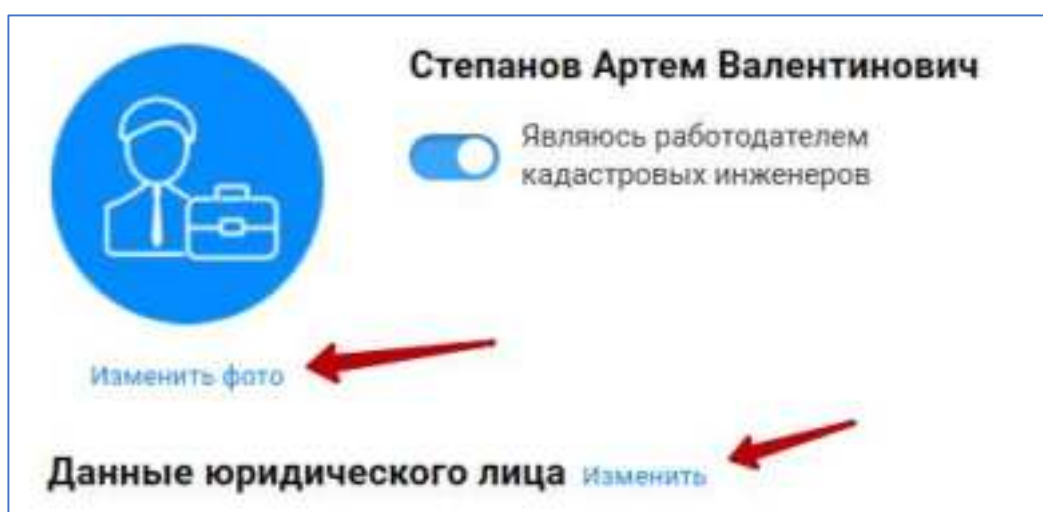 Степанов Артем Валентинович
Являюсь работодателем
кадастровых инженеров
Изменить фото
Данные юридического лица Изменить